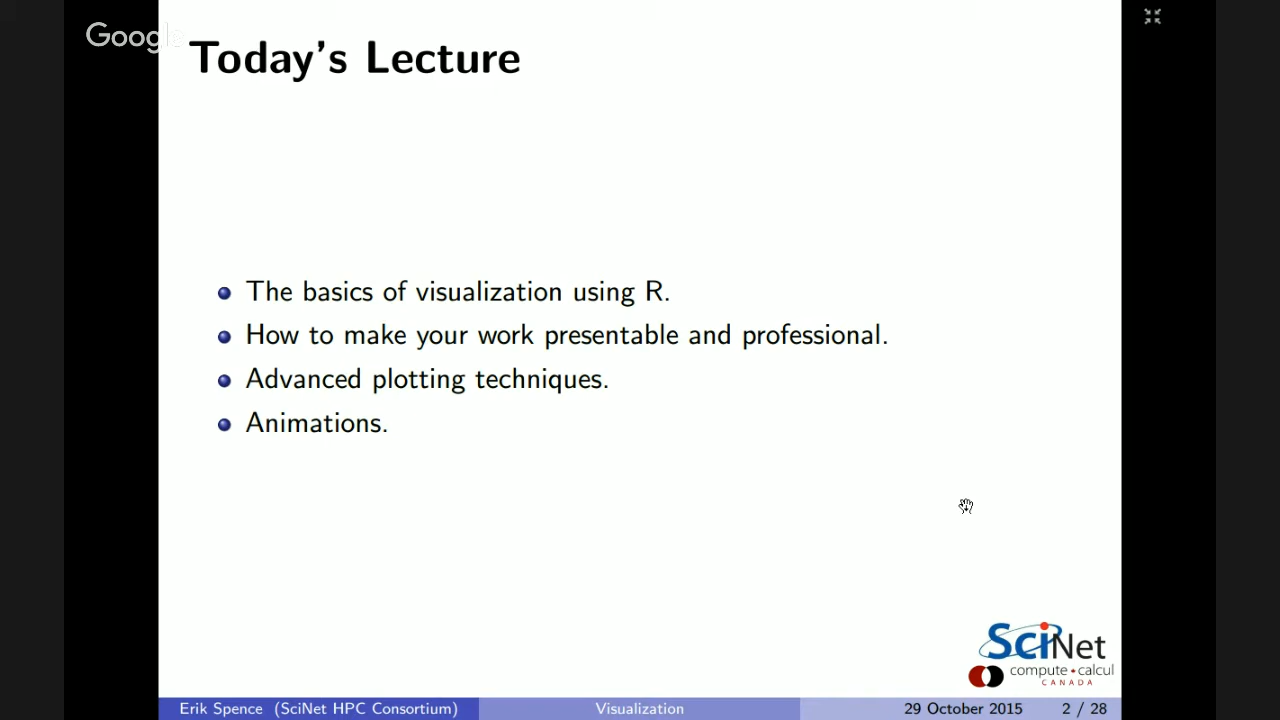 Google
Today's Lecture
The basics of visualization using R.
How to make your work presentable and professional.
Advanced plotting techniques.
Animations.
SciNet
compute • calcul
CANADA
Erik Spence (SciNet HPC Consortium) Visualization 29 October 2015 2 / 28